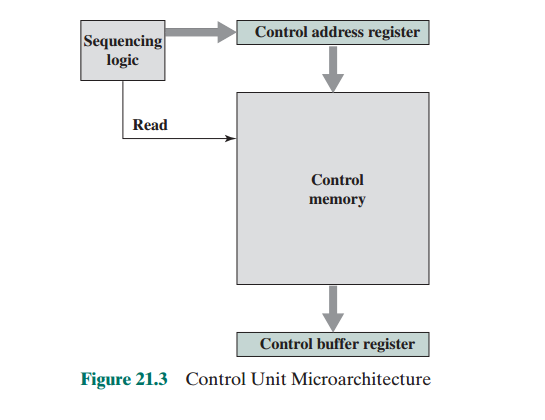 Sequencing
logic
Control address register
Read
Control
memory
Control buffer register
Figure 21.3 Control Unit Microarchitecture